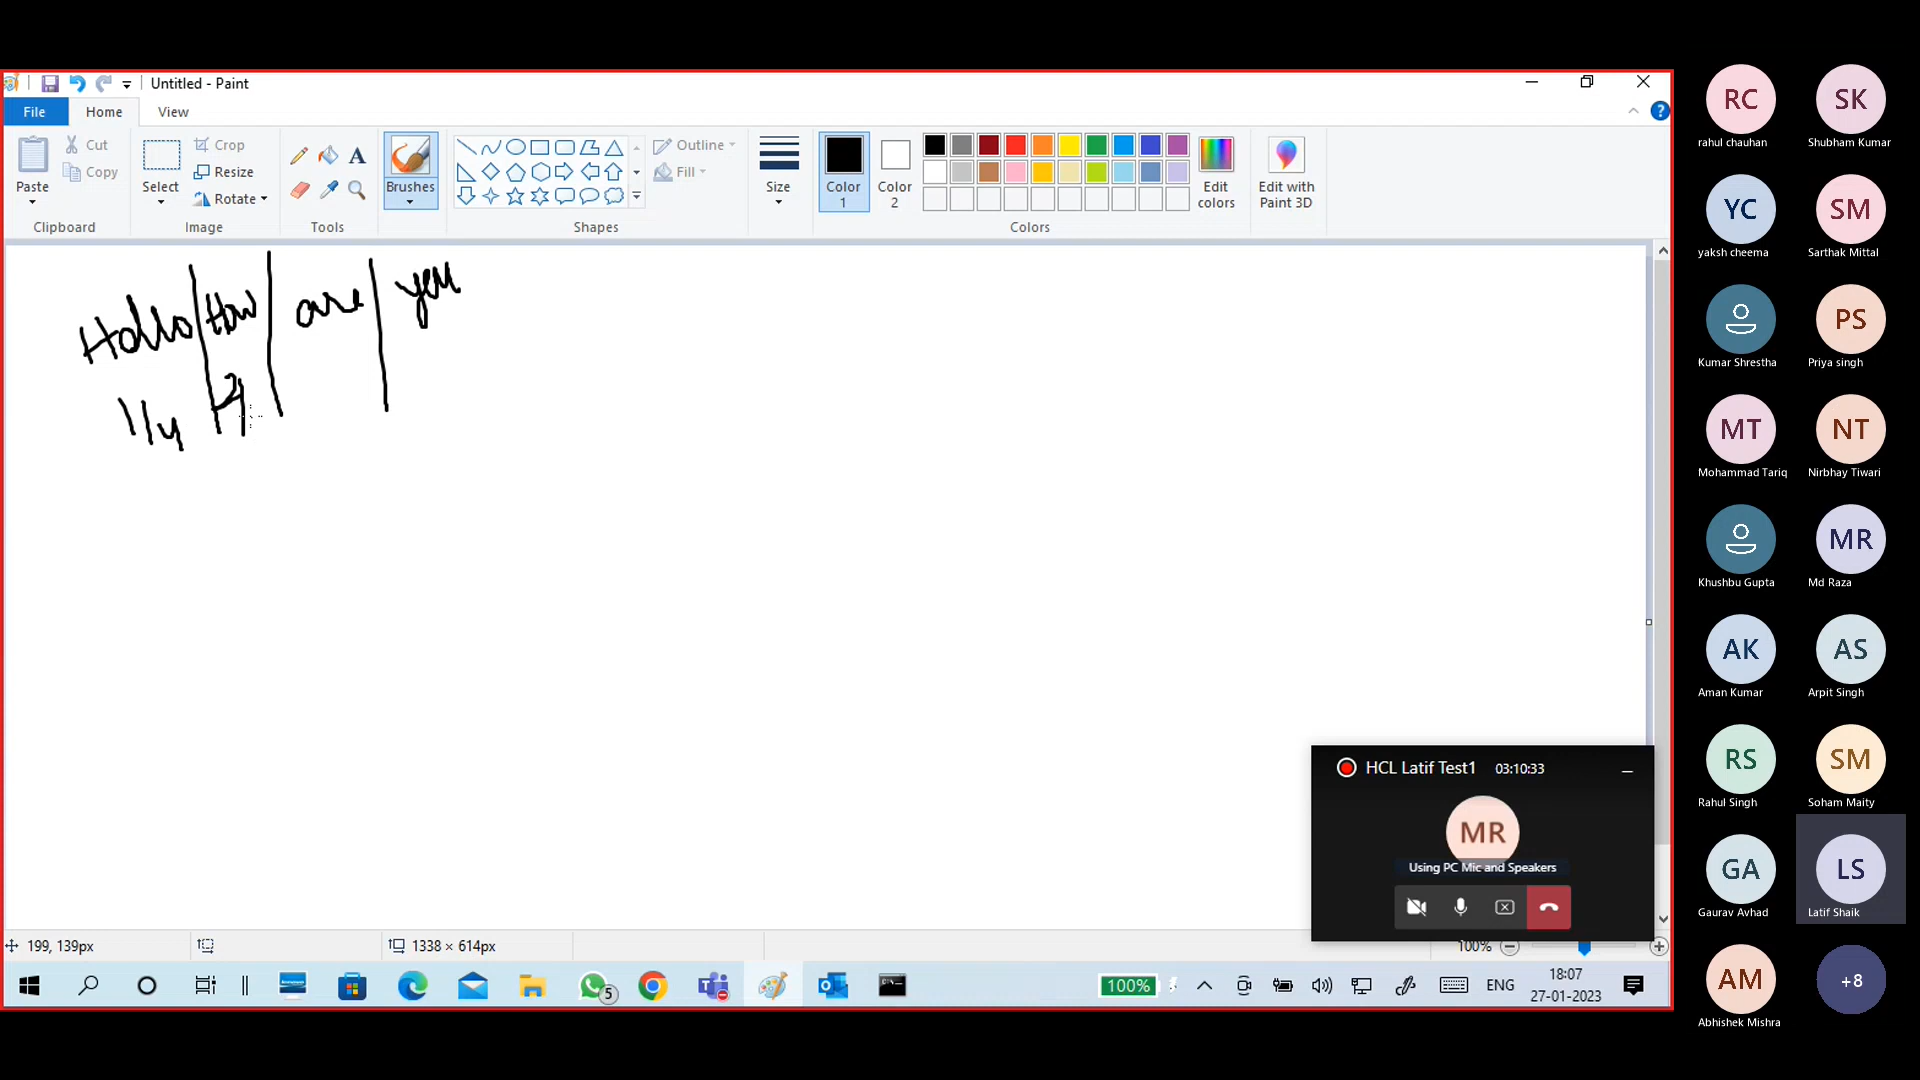 Untitled - Paint
File Home View
Paste
Cut
Copy
Clipboard
Select
Crop
Resize
Rotate
Image
Tools
Brushes
Shapes
Outline
Fill
Size
Color 1
Color 2
Edit colors
Edit with Paint 3D
Colors
Hello How are you
1/4
HCL Latif Test1 03:10:33
MR
Using PC Mic and Speakers
199, 139px
1338 × 614px
100%
5
100%
ENG
18:07
27-01-2023
RC SK
rahul chauhan Shubham Kumar
YC SM
yaksh cheema Sarthak Mittal
PS
Kumar Shrestha Priya singh
MT NT
Mohammad Tariq Nirbhay Tiwari
MR
Khushbu Gupta Md Raza
AK AS
Aman Kumar Arpit Singh
RS SM
Rahul Singh Soham Maity
GA LS
Gaurav Avhad Latif Shaik
AM +8
Abhishek Mishra